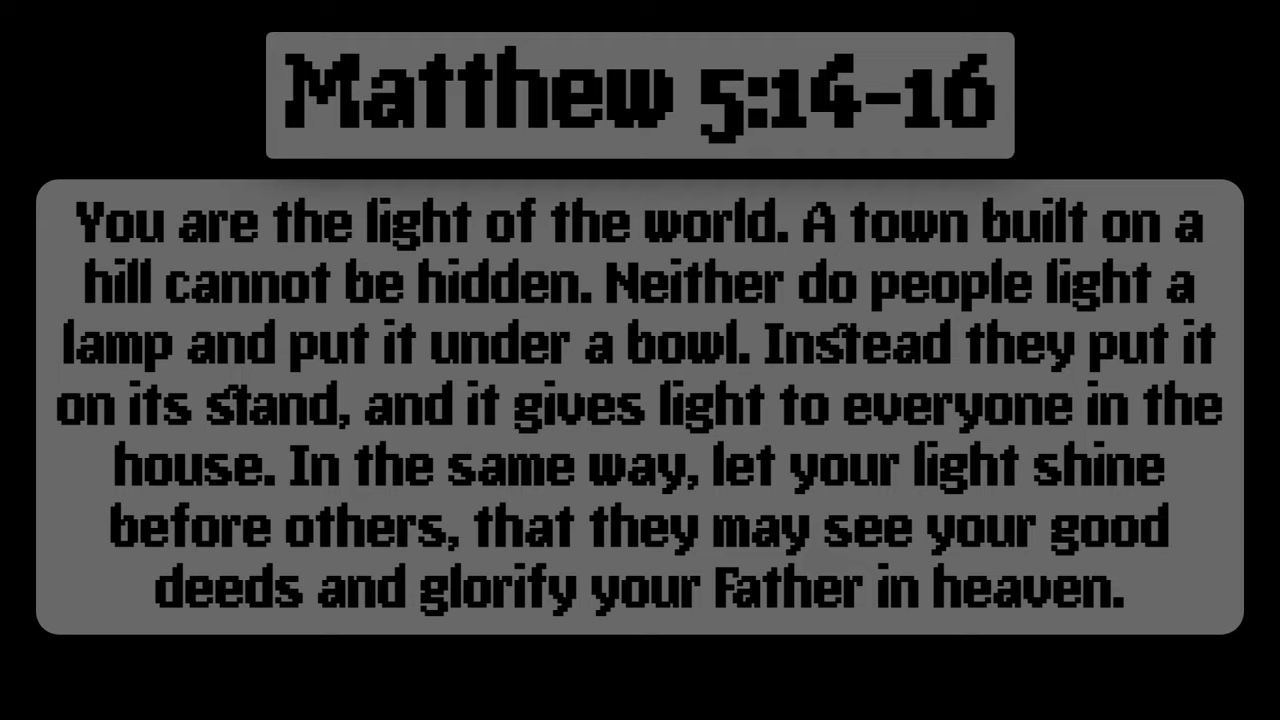 Matthew 5:14-16
You are the light of the world. A town built on a
hill cannot be hidden. Neither do people light a
lamp and put it under a bowl. Instead they put it
on its stand, and it gives light to everyone in the
house. In the same way, let your light shine
before others, that they may see your good
deeds and glorify your Father in heaven.